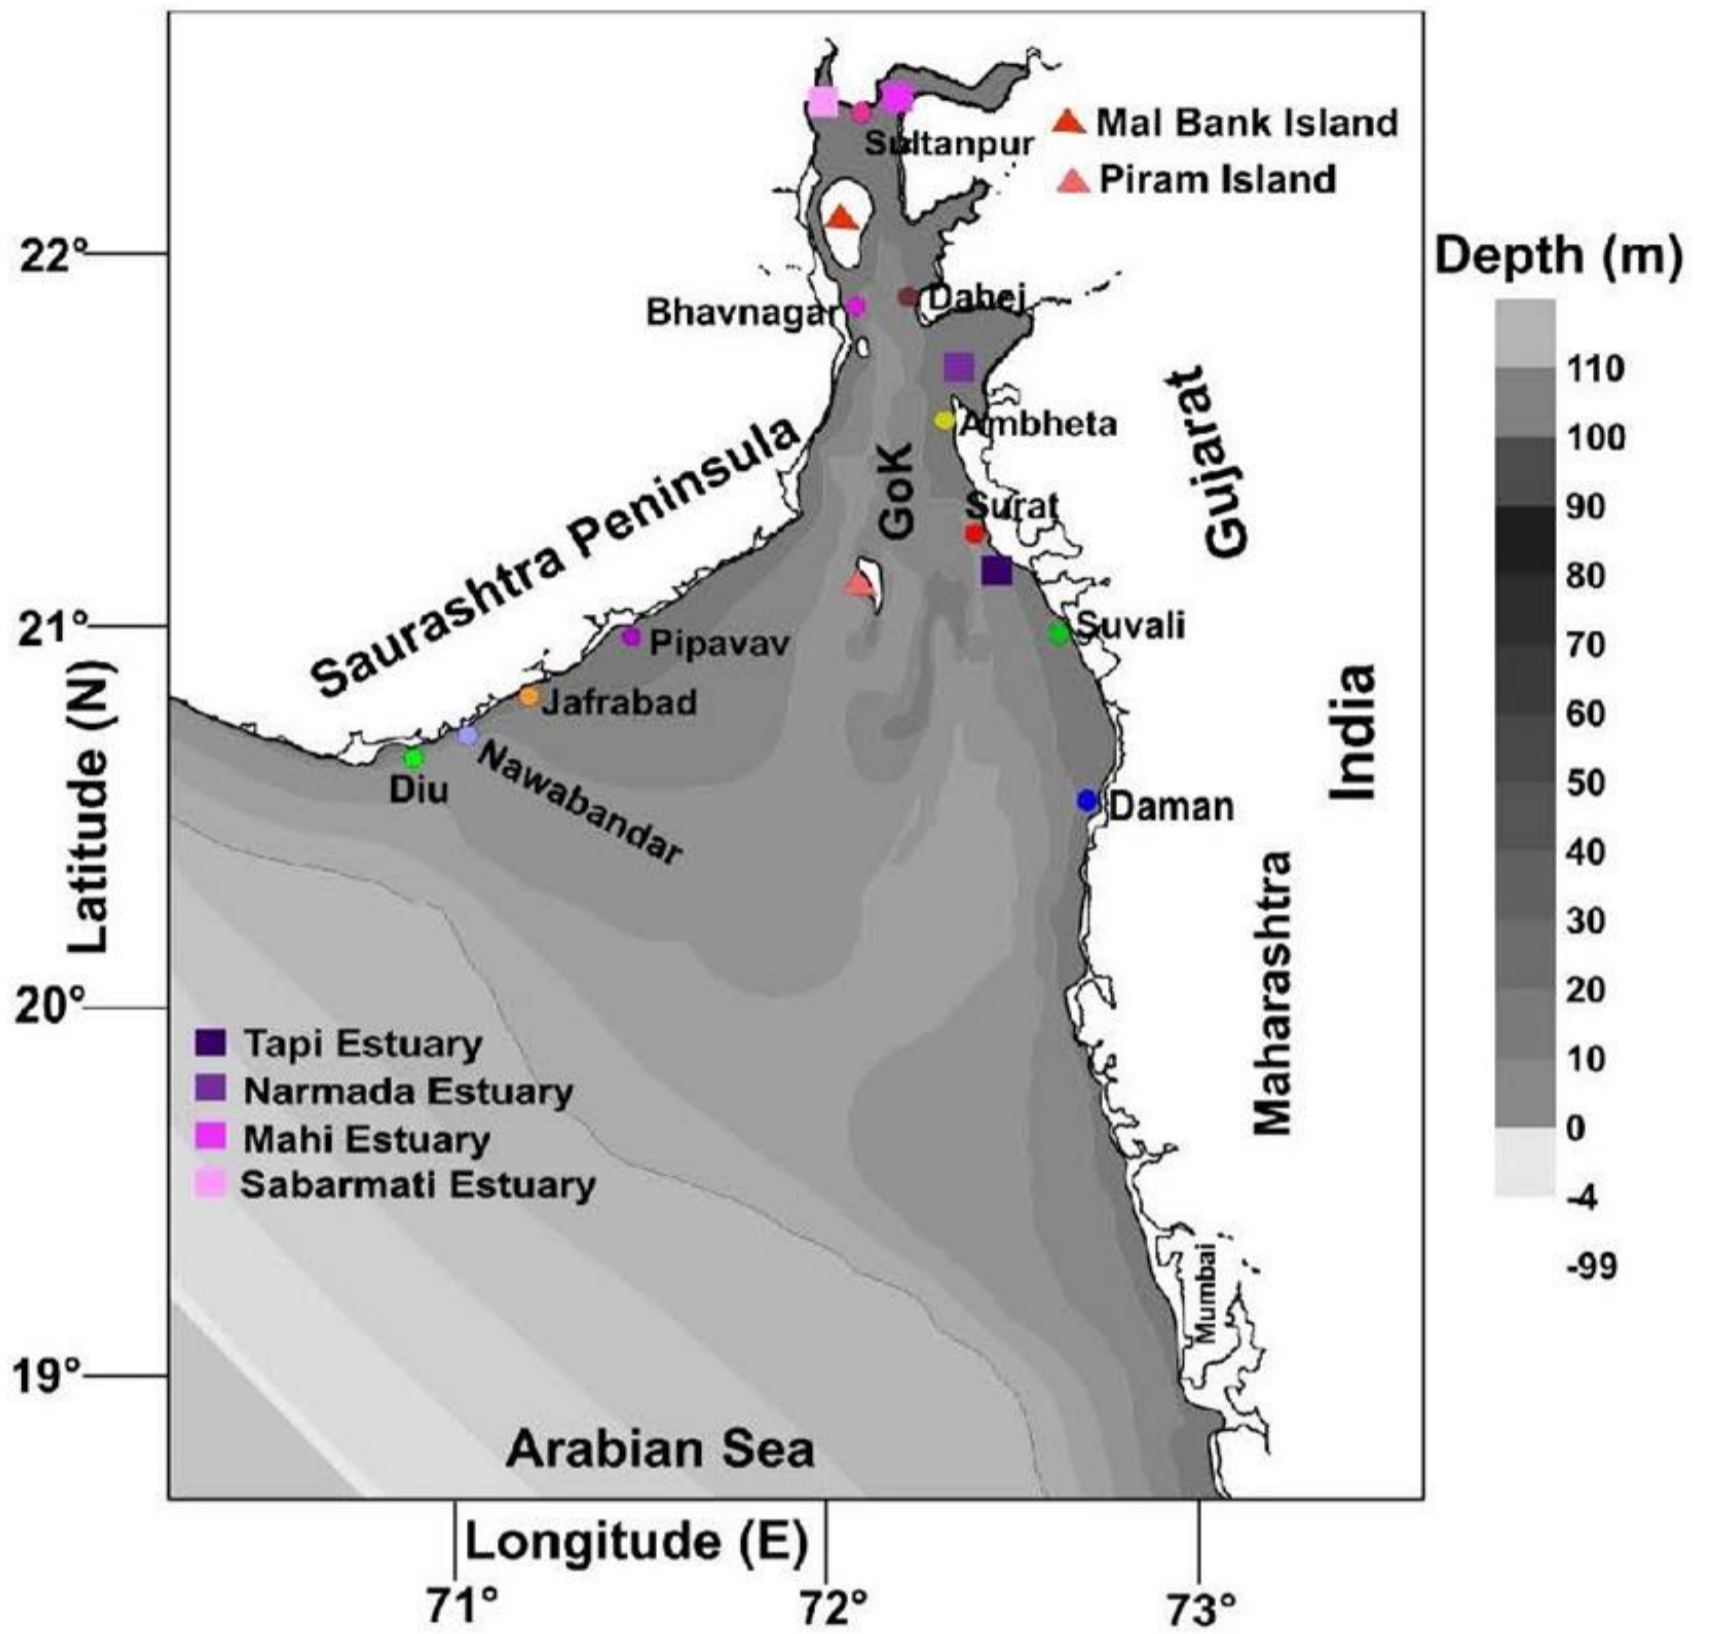 Mal Bank Island
Piram Island
Sultanpur
22°
Depth (m)
Bhavnagar
Dahej
110
100
90
80
70
60
50
40
30
20
10
0
-4
-99
Ambheta
Gujarat
GoK
Surat
Saurashtra Peninsula
21°
Suvali
Pipavav
Jafrabad
Nawabandar
Diu
Daman
India
Latitude (N)
Maharashtra
20°
Tapi Estuary
Narmada Estuary
Mahi Estuary
Sabarmati Estuary
Mumbai
19°
Arabian Sea
Longitude (E)
71°
72°
73°